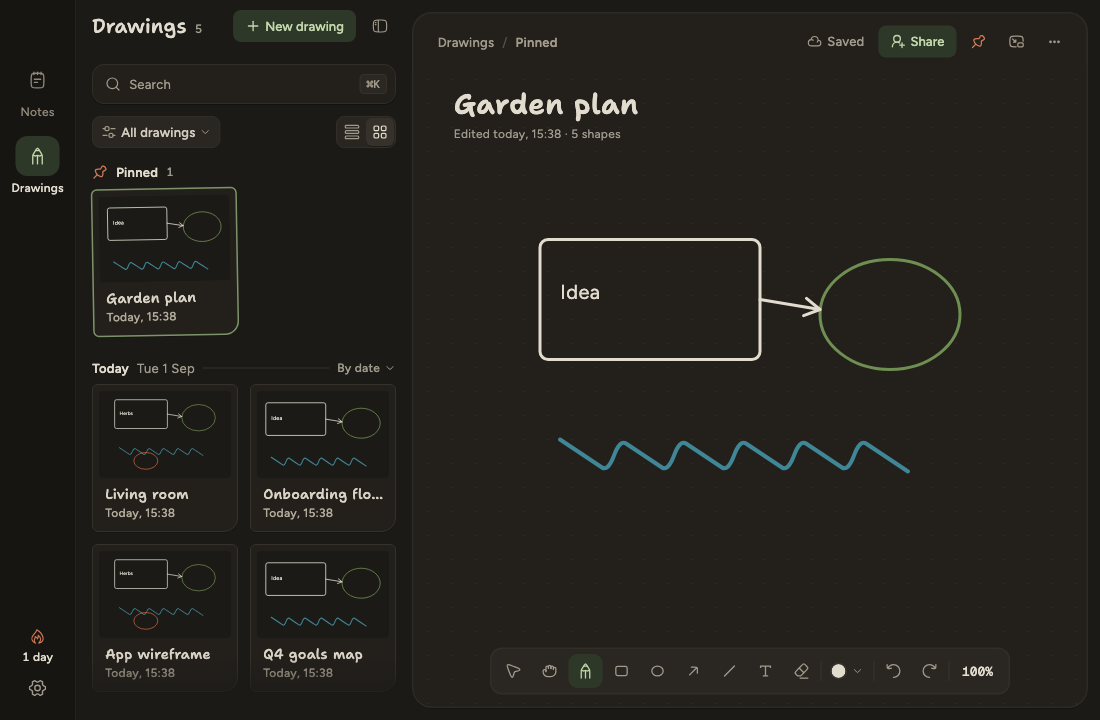 Drawings 5
New drawing
Notes
Drawings
Search
⌘K
All drawings
Pinned 1
Idea
Garden plan
Today, 15:38
Today Tue 1 Sep
By date
Herbs
Living room
Today, 15:38
Idea
Onboarding flo...
Today, 15:38
Herbs
App wireframe
Today, 15:38
Idea
Q4 goals map
Today, 15:38
1 day
Drawings / Pinned
Saved
Share
Garden plan
Edited today, 15:38 · 5 shapes
Idea
T
100%